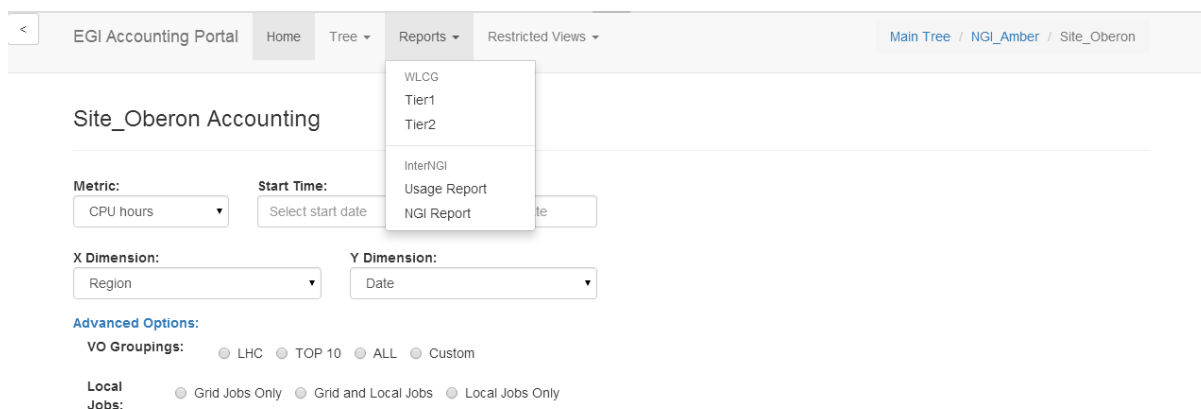 <
EGI Accounting Portal Home Tree Reports Restricted Views Main Tree / NGI_Amber / Site_Oberon
WLCG
Tier1
Tier2
InterNGI
Usage Report
NGI Report
Site_Oberon Accounting
Metric: Start Time:
CPU hours Select start date
X Dimension: Y Dimension:
Region Date
Advanced Options:
VO Groupings: LHC TOP 10 ALL Custom
Local Jobs: Grid Jobs Only Grid and Local Jobs Local Jobs Only